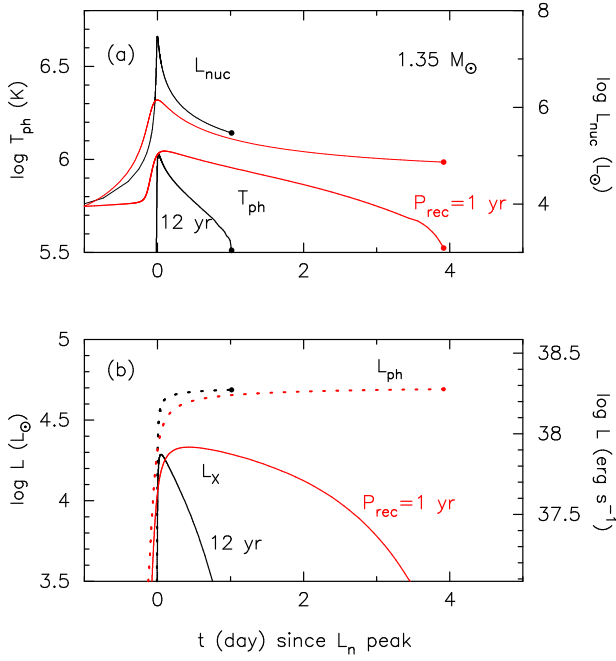 8
(a)
L_nuc
1.35 M_⊙
6.5
log T_ph (K)
6
6
log L_nuc (L_⊙)
T_ph
P_rec=1 yr
12 yr
4
5.5
0
2
4
5
(b)
38.5
L_ph
4.5
log L (L_⊙)
38
log L (erg s⁻¹)
L_X
4
P_rec=1 yr
37.5
12 yr
3.5
0
2
4
t (day) since L_n peak